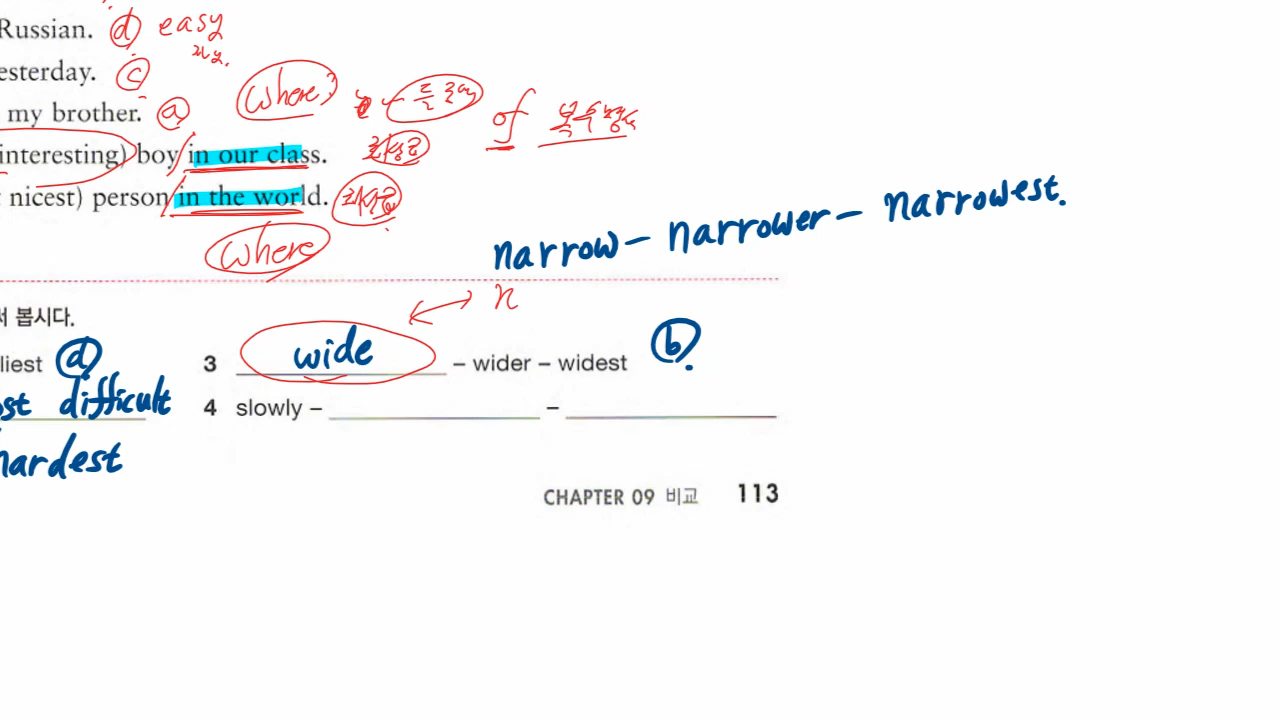 Russian. ⓓ easy
esterday. ⓒ
my brother. ⓐ where? of 복수명사
interesting) boy in our class. 최상급
nicest) person in the world. 최상급
where
narrow - narrower - narrowest.
써 봅시다. n
liest ⓓ 3 wide - wider - widest ⓑ.
ost difficult 4 slowly - -
hardest
CHAPTER 09 비교 113